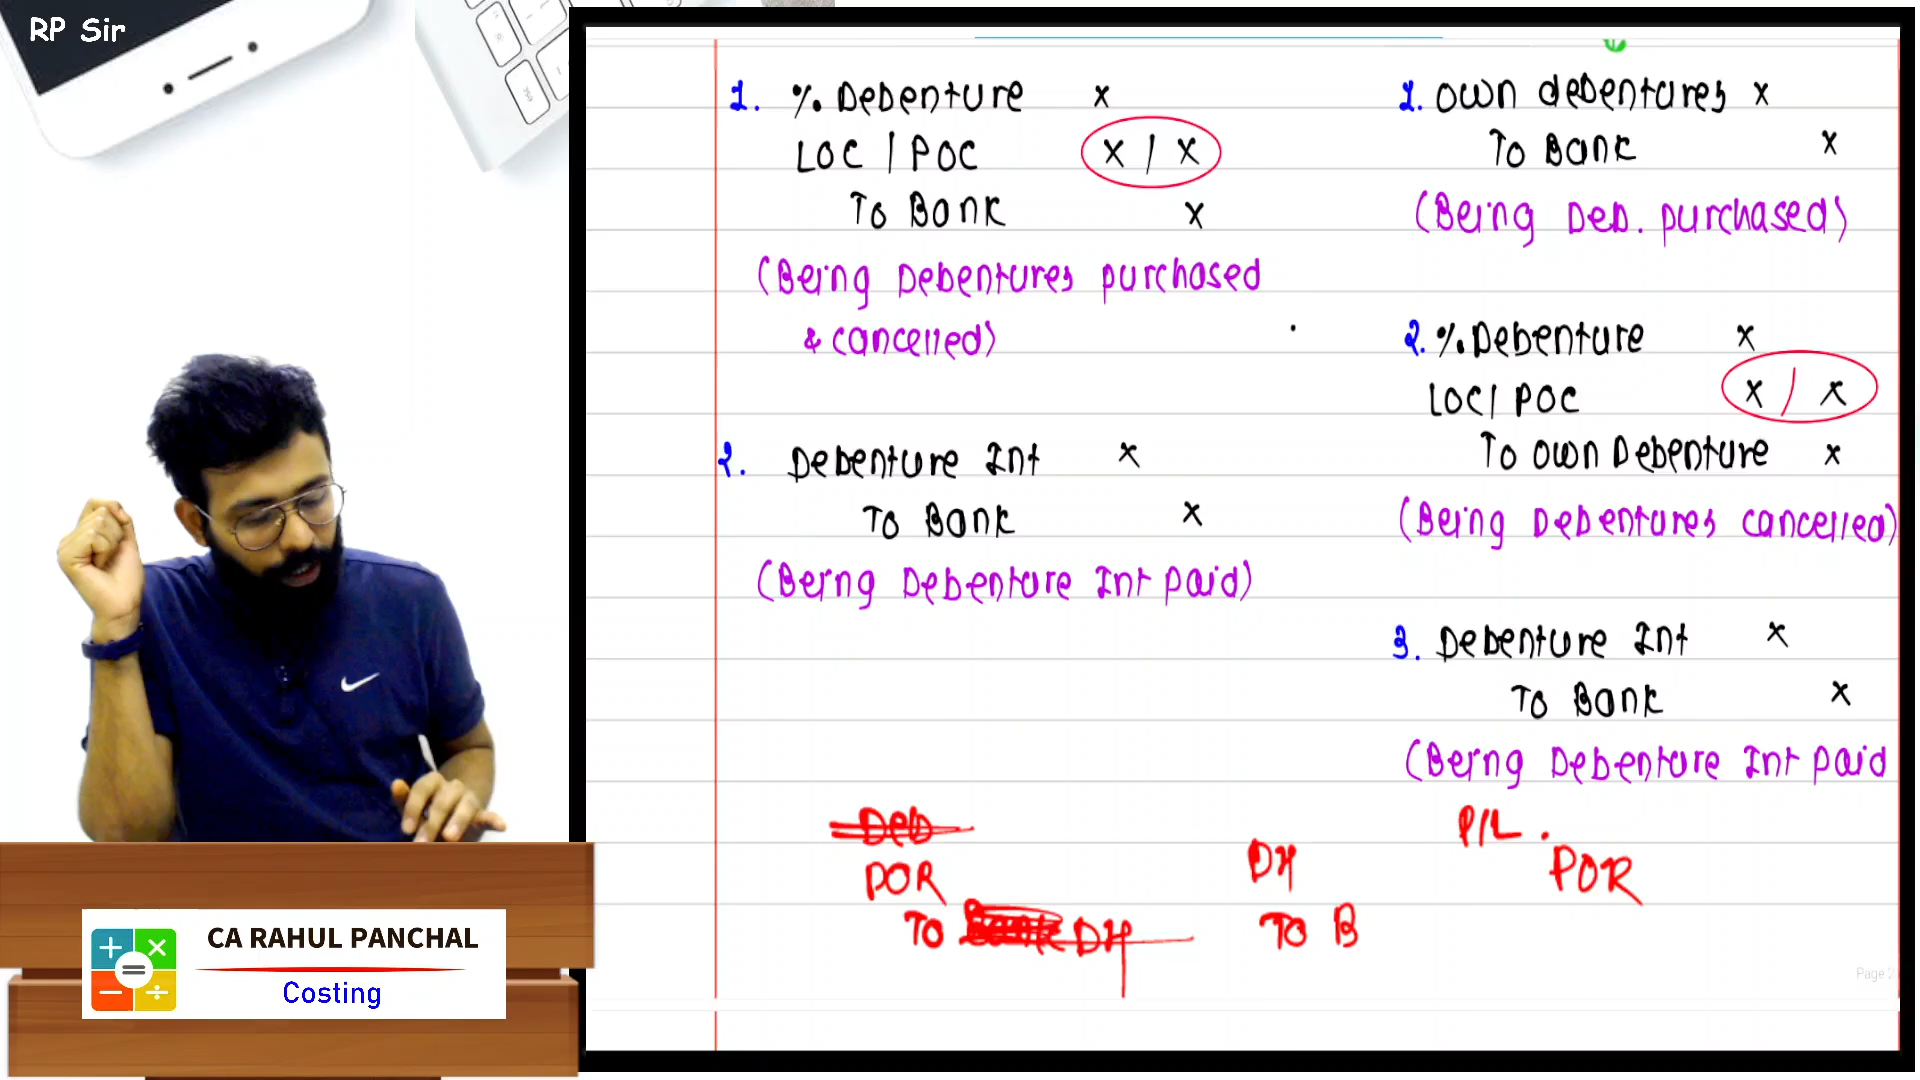 RP Sir
1. % Debenture x
LOC / POC x / x
To Bank x
(Being Debentures purchased
& cancelled)
2. Debenture Int x
To Bank x
(Being Debenture Int paid)
1. own debentures x
To Bank x
(Being Deb. purchased)
2. % Debenture x
LOC/ POC x / x
To own Debenture x
(Being Debentures cancelled)
3. Debenture Int x
To Bank x
(Being Debenture Int paid
Deb
POR
To DH
DH
To B
P/L .
POR
CA RAHUL PANCHAL
Costing
Page 2